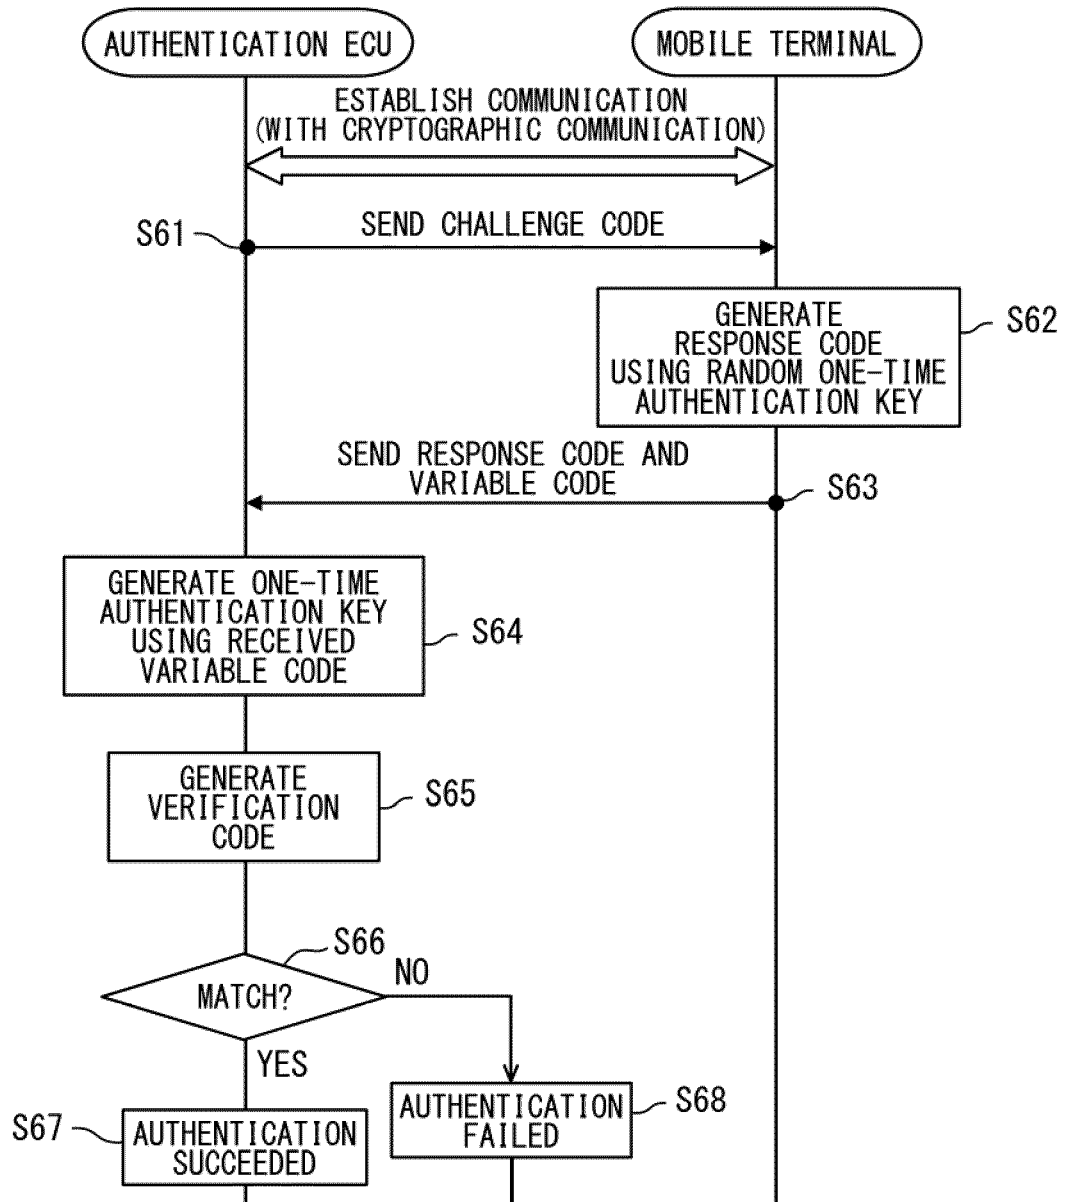 AUTHENTICATION ECU
MOBILE TERMINAL
ESTABLISH COMMUNICATION
(WITH CRYPTOGRAPHIC COMMUNICATION)
S61
SEND CHALLENGE CODE
GENERATE
RESPONSE CODE
USING RANDOM ONE-TIME
AUTHENTICATION KEY
S62
SEND RESPONSE CODE AND
VARIABLE CODE
S63
GENERATE ONE-TIME
AUTHENTICATION KEY
USING RECEIVED
VARIABLE CODE
S64
GENERATE
VERIFICATION
CODE
S65
S66
MATCH?
NO
YES
S67
AUTHENTICATION
SUCCEEDED
AUTHENTICATION
FAILED
S68